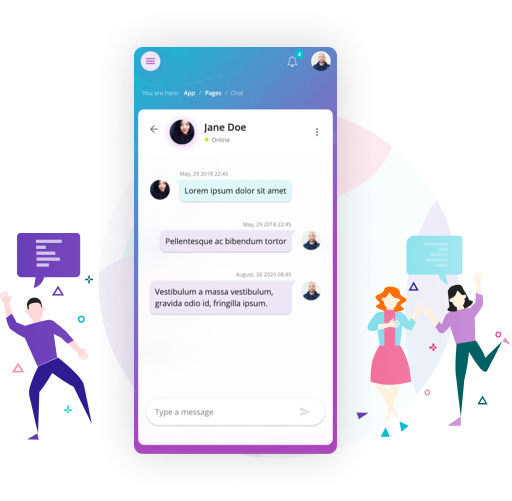 4
You are here: App / Pages / Chat
Jane Doe
Online
May, 29 2018 22:45
Lorem ipsum dolor sit amet
May, 29 2018 22:45
Pellentesque ac bibendum tortor
August, 26 2020 08:45
Vestibulum a massa vestibulum,
gravida odio id, fringilla ipsum.
Type a message